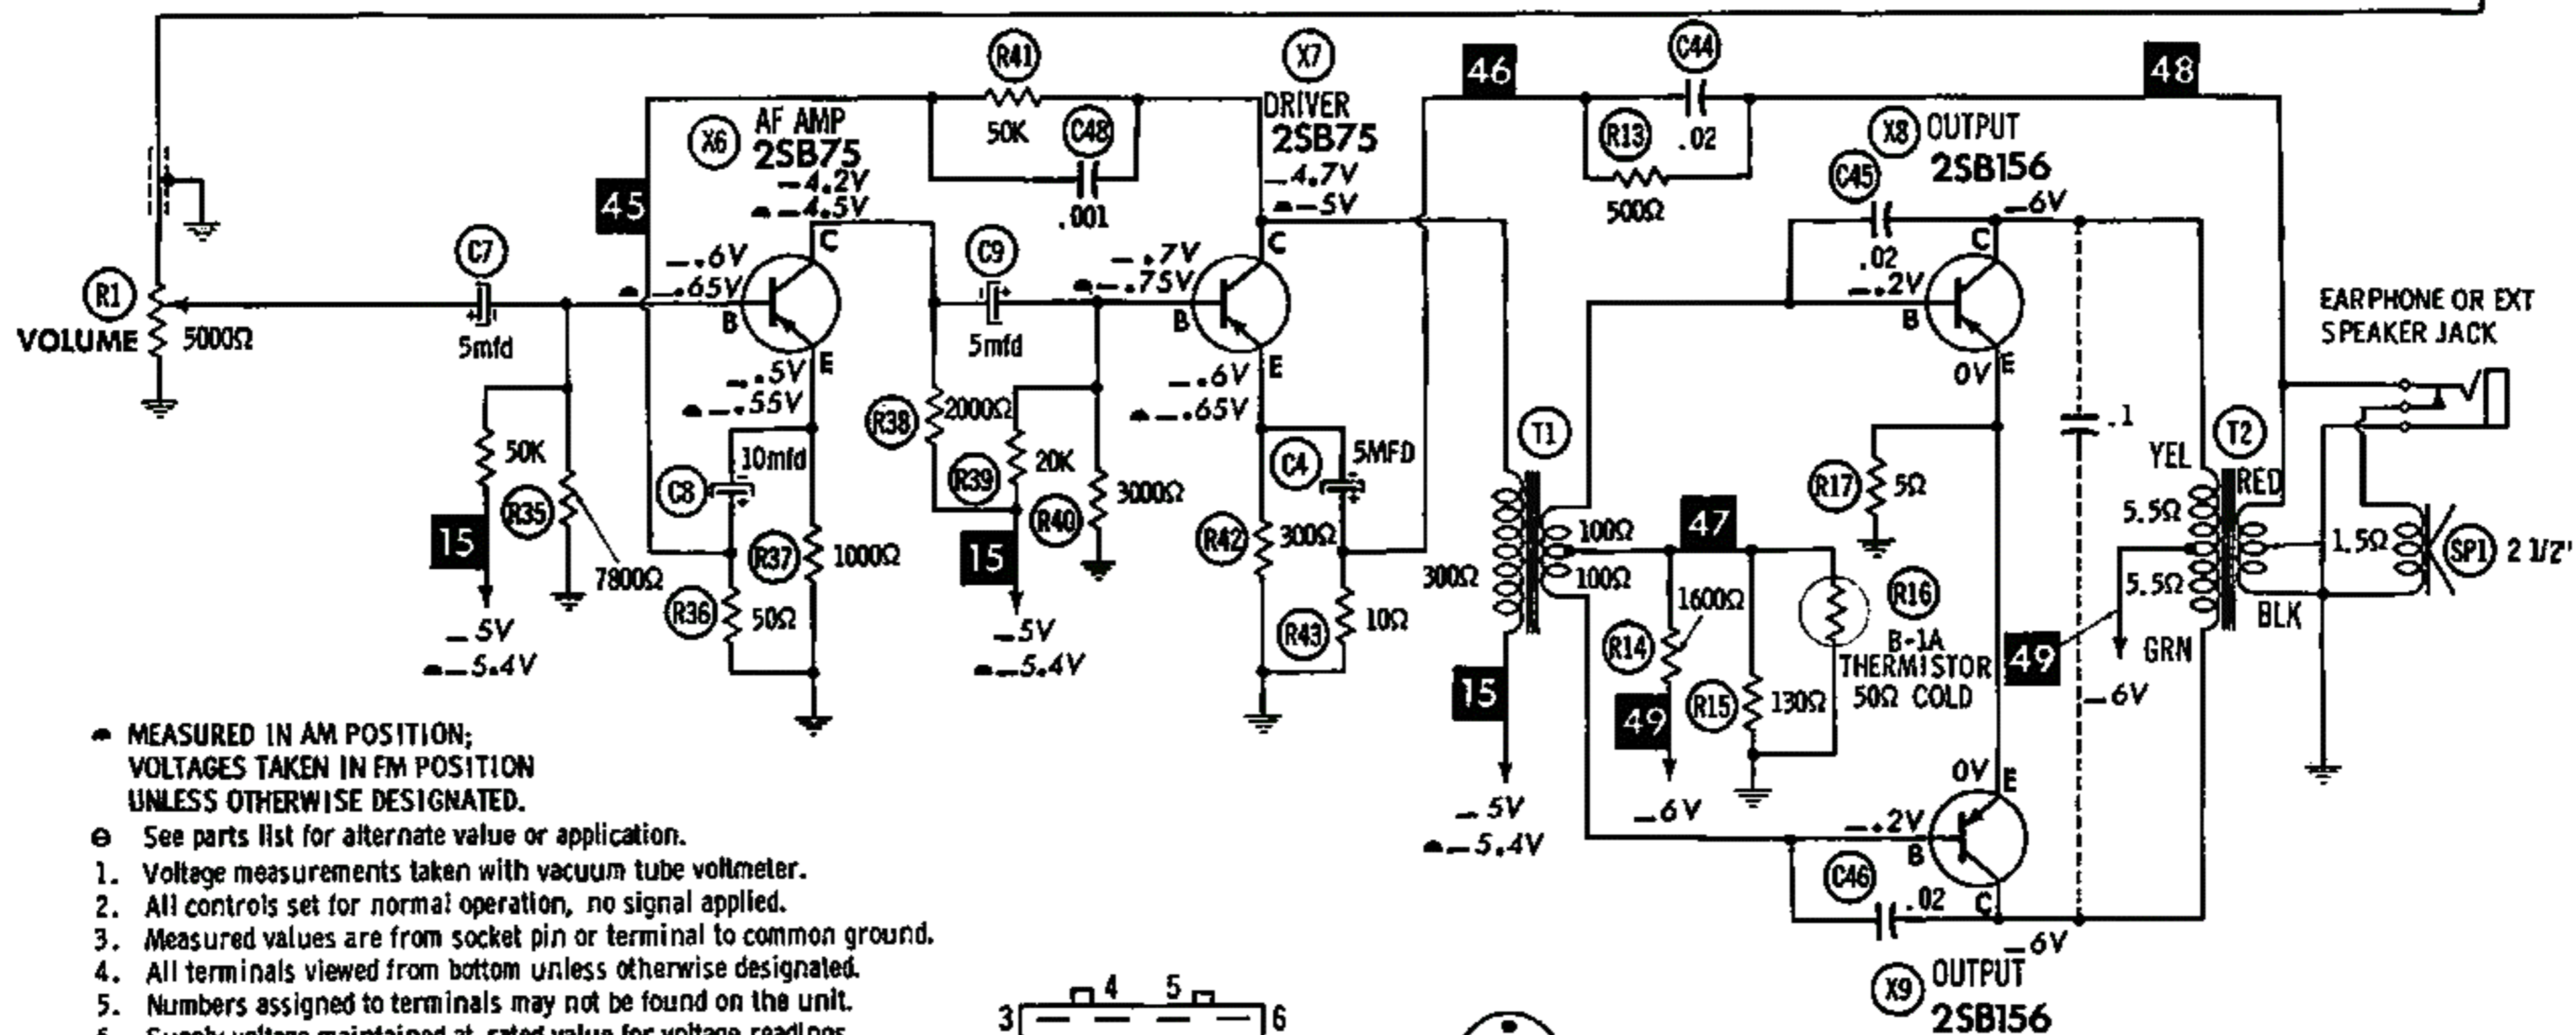 R41
50K
C48
.001
X7
DRIVER
2SB75
-4.7V
-5V
46
C44
.02
R13
500Ω
48
X6
AF AMP
2SB75
-4.2V
-4.5V
45
X8 OUTPUT
2SB156
C45
.02
-6V
C
-.2V
B
0V E
C7
5mfd
R1
VOLUME
5000Ω
-.6V
-.65V
B
C
E
-.5V
-.55V
C9
5mfd
-.7V
-.75V
B
C
E
-.6V
-.65V
EARPHONE OR EXT
SPEAKER JACK
50K
R35
7800Ω
15
-5V
-5.4V
C8
10mfd
R37
1000Ω
R36
50Ω
R38
2000Ω
R39
20K
R40
3000Ω
15
-5V
-5.4V
C4
5MFD
R42
300Ω
R43
10Ω
T1
300Ω
100Ω
100Ω
15
-5V
-5.4V
47
1600Ω
R14
49
-6V
R15
130Ω
R16
B-1A
THERMISTOR
50Ω COLD
R17
5Ω
.1
T2
YEL
RED
5.5Ω
5.5Ω
GRN
BLK
49
-6V
1.5Ω
SP1 2 1/2"
0V E
-.2V
B
C46
.02
C
-6V
X9 OUTPUT
2SB156
MEASURED IN AM POSITION;
VOLTAGES TAKEN IN FM POSITION
UNLESS OTHERWISE DESIGNATED.
⊖ See parts list for alternate value or application.
1. Voltage measurements taken with vacuum tube voltmeter.
2. All controls set for normal operation, no signal applied.
3. Measured values are from socket pin or terminal to common ground.
4. All terminals viewed from bottom unless otherwise designated.
5. Numbers assigned to terminals may not be found on the unit.
6. Supply voltage maintained at rated value for voltage readings.
4 5
3 6